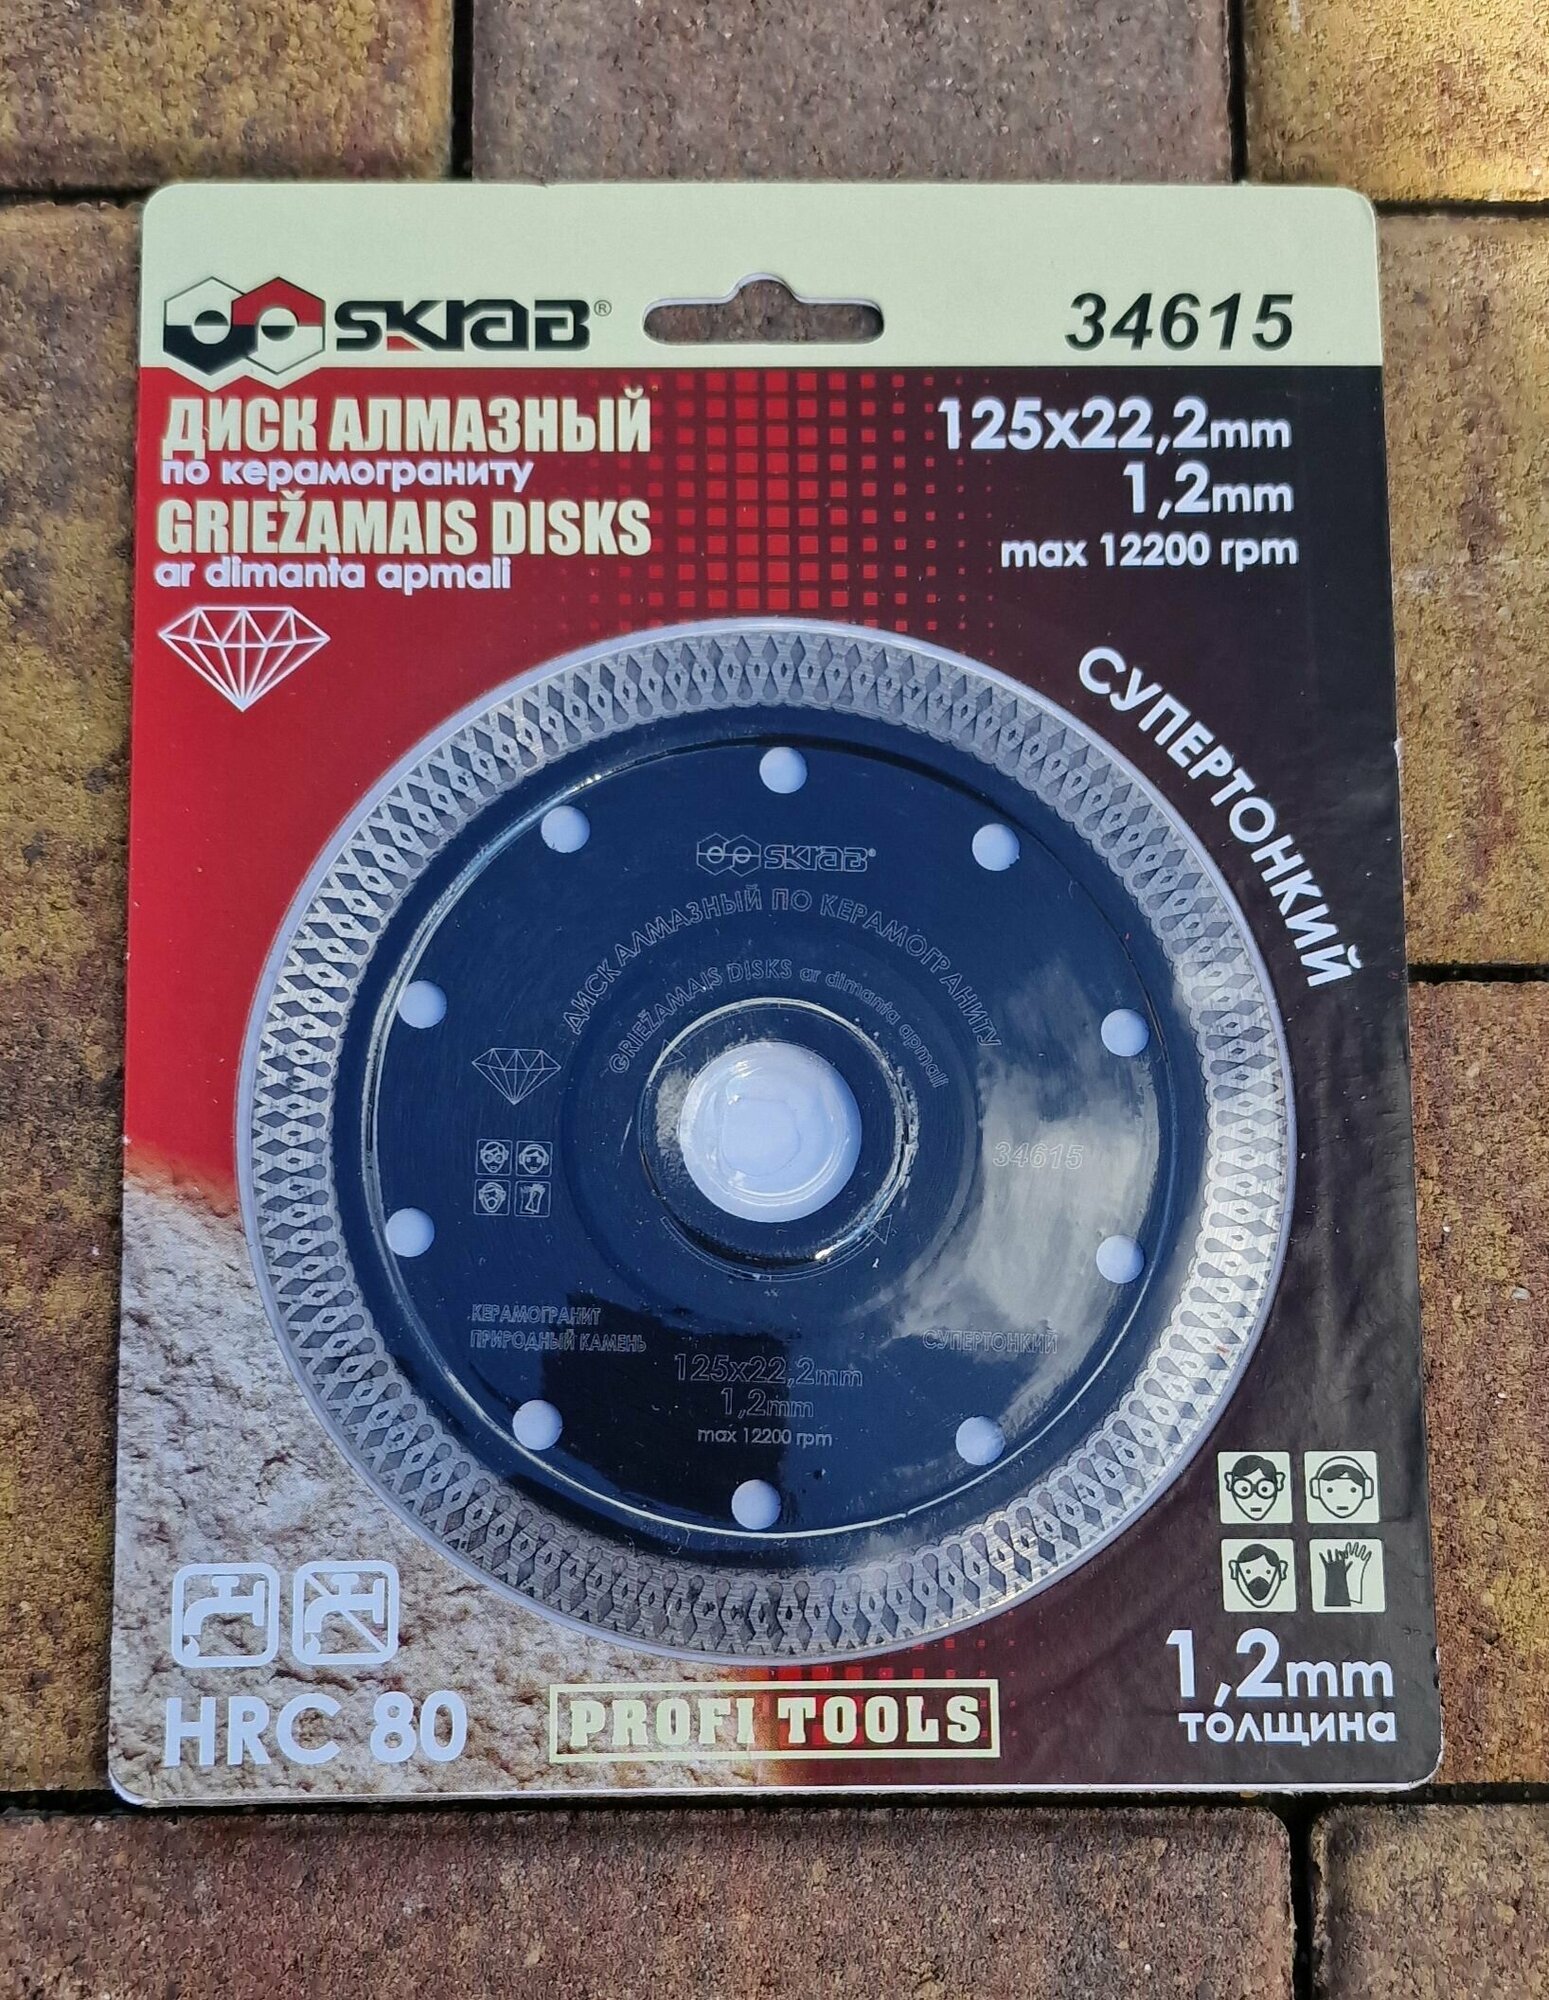 SKRAB®
34615
ДИСК АЛМАЗНЫЙ
по керамограниту
GRIEŽAMAIS DISKS
ar dimanta apmali
125x22,2mm
1,2mm
max 12200 rpm
СУПЕРТОНКИЙ
SKRAB®
ДИСК АЛМАЗНЫЙ ПО КЕРАМОГРАНИТУ
GRIEŽAMAIS DISKS ar dimanta apmali
34615
КЕРАМОГРАНИТ
ПРИРОДНЫЙ КАМЕНЬ
СУПЕРТОНКИЙ
125x22,2mm
1,2mm
max 12200 rpm
HRC 80
PROFI TOOLS
1,2mm
толщина